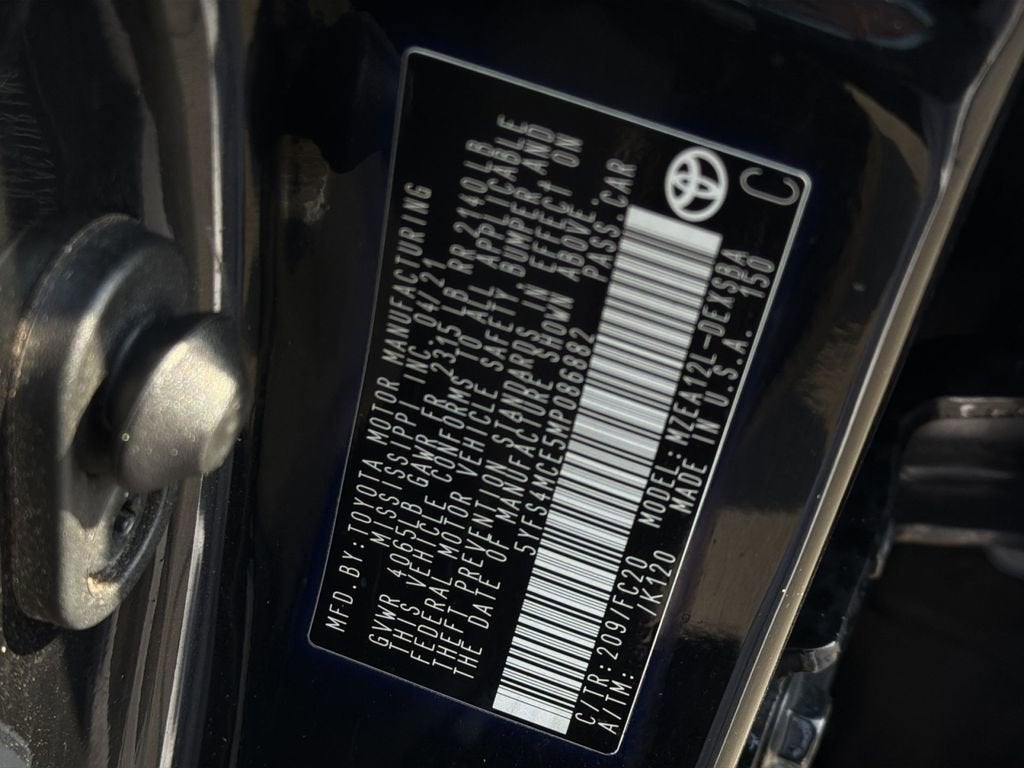 MFD. BY: TOYOTA MOTOR MANUFACTURING
MISSISSIPPI INC. 04/21
GVWR 4065LB GAWR FR 2315 LB RR 2140LB
THIS VEHICLE CONFORMS TO ALL APPLICABLE
FEDERAL MOTOR VEHICLE SAFETY, BUMPER, AND
THEFT PREVENTION STANDARDS IN EFFECT ON
THE DATE OF MANUFACTURE SHOWN ABOVE.
5YFS4MCE5MP086882 PASS.CAR
C/TR: 209/FC20 MODEL: MZEA12L-DEXSBA
A/TM: /K120 MADE IN U.S.A. 150
C